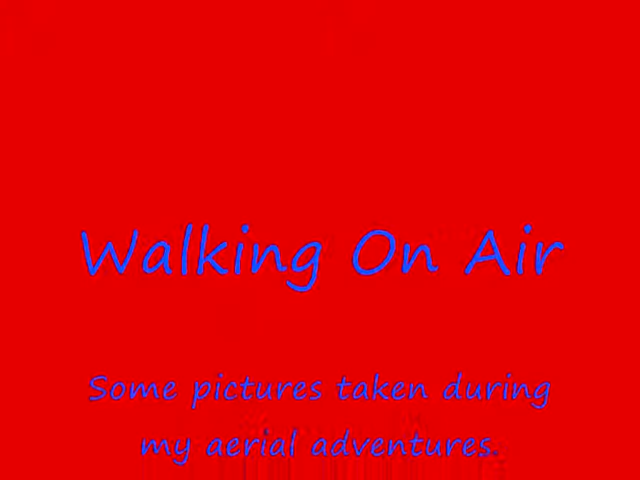 Walking On Air
Some pictures taken during
my aerial adventures.